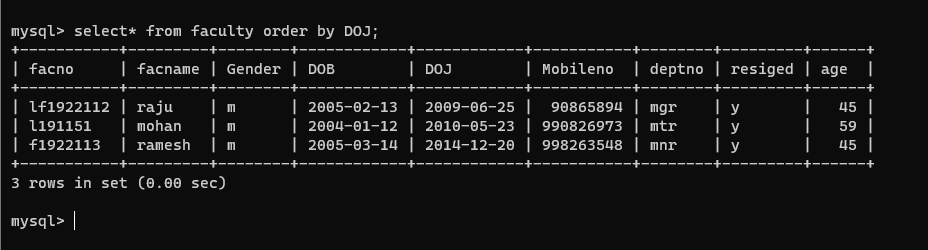 mysql> select* from faculty order by DOJ;
+-----------+---------+--------+------------+------------+-----------+--------+---------+------+
| facno     | facname | Gender | DOB        | DOJ        | Mobileno  | deptno | resiged | age  |
+-----------+---------+--------+------------+------------+-----------+--------+---------+------+
| lf1922112 | raju    | m      | 2005-02-13 | 2009-06-25 |  90865894 | mgr    | y       |   45 |
| l191151   | mohan   | m      | 2004-01-12 | 2010-05-23 | 990826973 | mtr    | y       |   59 |
| f1922113  | ramesh  | m      | 2005-03-14 | 2014-12-20 | 998263548 | mnr    | y       |   45 |
+-----------+---------+--------+------------+------------+-----------+--------+---------+------+
3 rows in set (0.00 sec)
mysql>